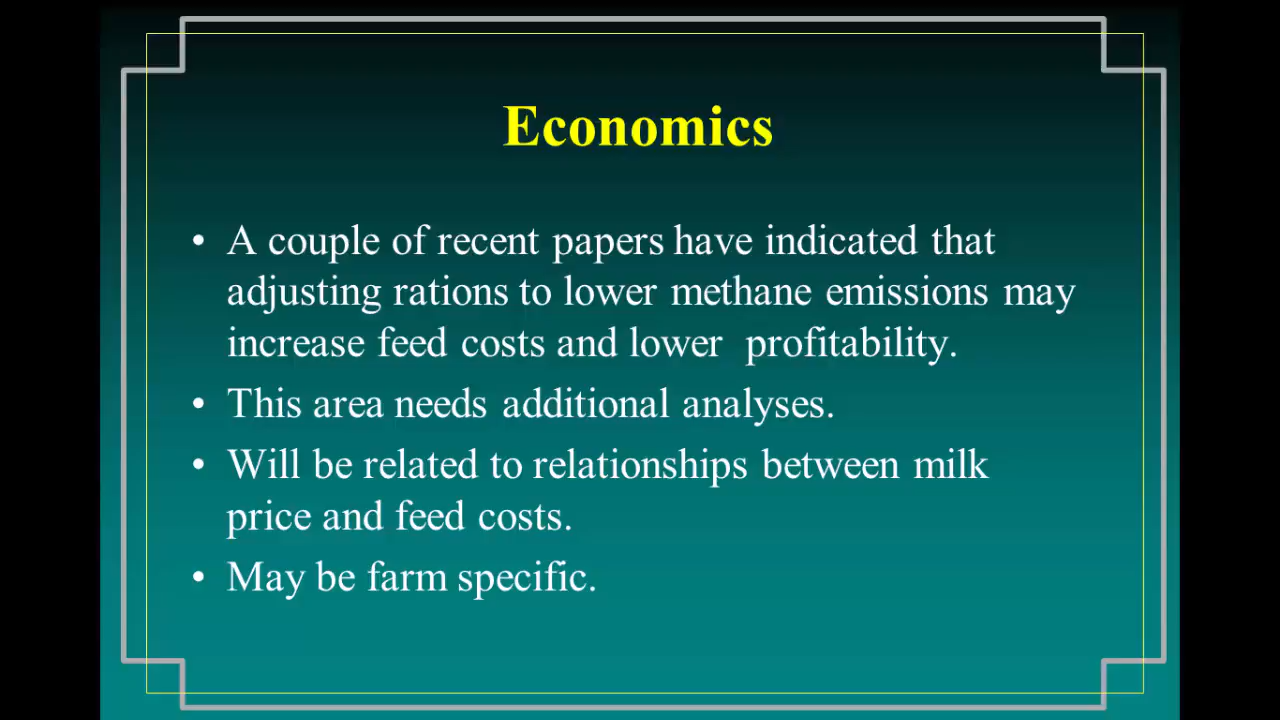 Economics
• A couple of recent papers have indicated that
adjusting rations to lower methane emissions may
increase feed costs and lower  profitability.
• This area needs additional analyses.
• Will be related to relationships between milk
price and feed costs.
• May be farm specific.